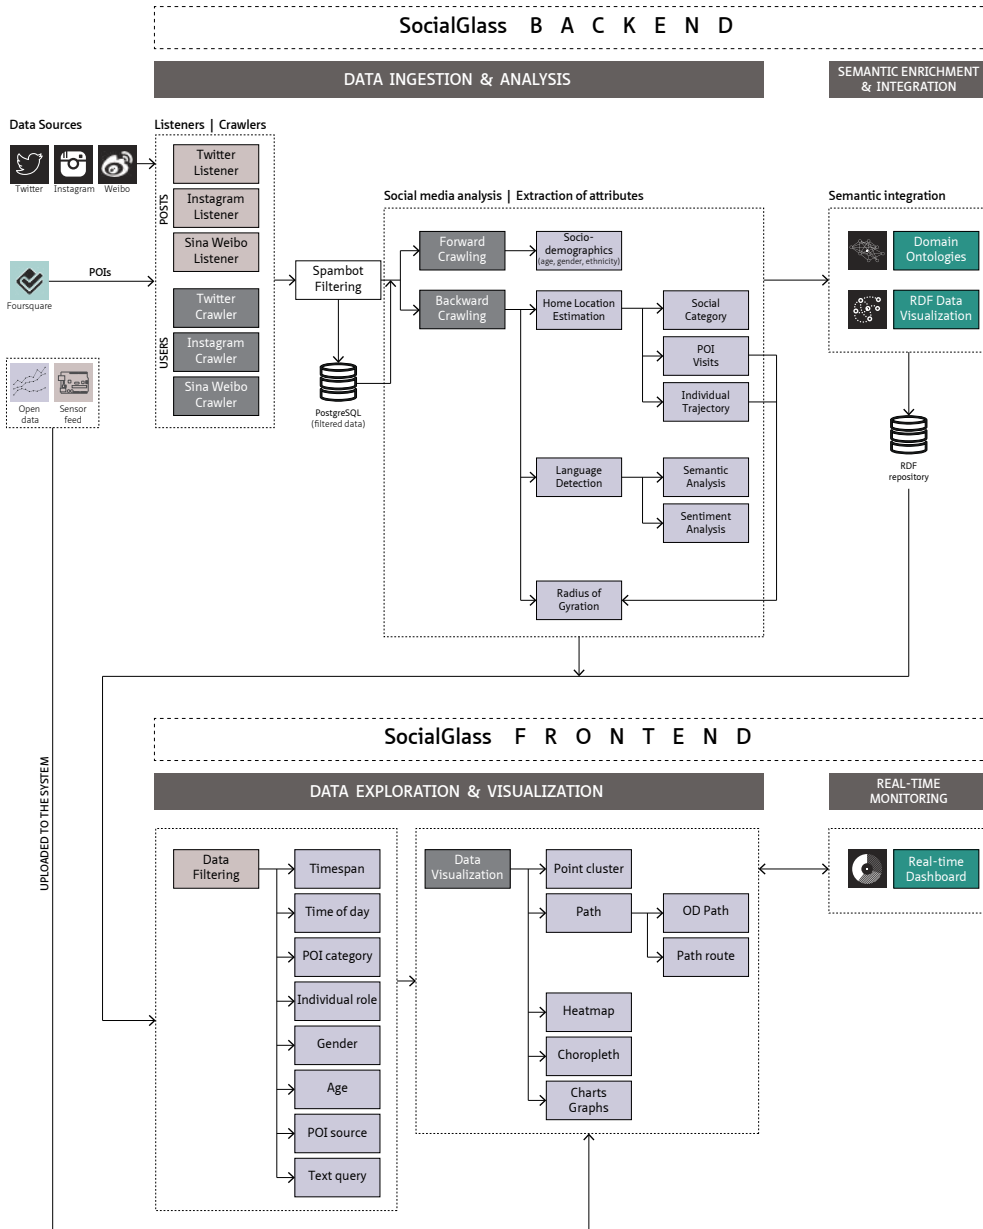 SocialGlass B A C K E N D
DATA INGESTION & ANALYSIS
SEMANTIC ENRICHMENT
& INTEGRATION
Data Sources
Listeners | Crawlers
Twitter
Instagram
Weibo
POSTS
Twitter
Listener
Instagram
Listener
Sina Weibo
Listener
USERS
Twitter
Crawler
Instagram
Crawler
Sina Weibo
Crawler
Foursquare
POIs
Open
data
Sensor
feed
Spambot
Filtering
PostgreSQL
(filtered data)
Social media analysis | Extraction of attributes
Forward
Crawling
Socio-
demographics
(age, gender, ethnicity)
Backward
Crawling
Home Location
Estimation
Social
Category
POI
Visits
Individual
Trajectory
Language
Detection
Semantic
Analysis
Sentiment
Analysis
Radius of
Gyration
Semantic integration
Domain
Ontologies
RDF Data
Visualization
RDF
repository
UPLOADED TO THE SYSTEM
SocialGlass F R O N T E N D
DATA EXPLORATION & VISUALIZATION
REAL-TIME
MONITORING
Data
Filtering
Timespan
Time of day
POI category
Individual role
Gender
Age
POI source
Text query
Data
Visualization
Point cluster
Path
OD Path
Path route
Heatmap
Choropleth
Charts
Graphs
Real-time
Dashboard